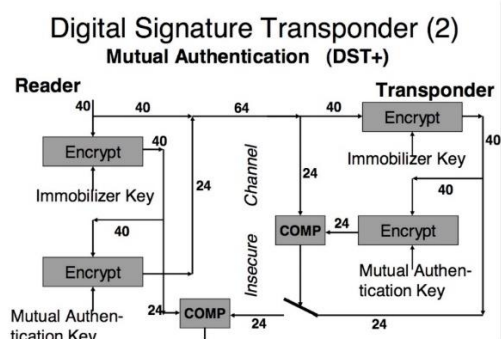 Digital Signature Transponder (2)
Mutual Authentication (DST+)
Reader
Transponder
40
40
64
40
Encrypt
40
Encrypt
40
Immobilizer Key
Immobilizer Key
24
Channel
24
40
40
COMP
24
Encrypt
Encrypt
Insecure
Mutual Authen-
tication Key
Mutual Authen-
tication Key
24
COMP
24
24